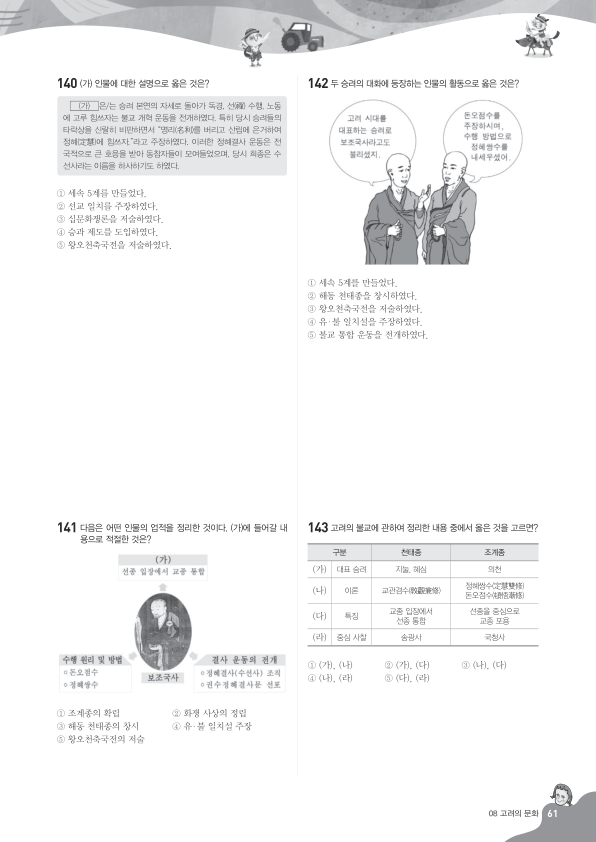 140 (가) 인물에 대한 설명으로 옳은 것은?
(가) 은/는 승려 본연의 자세로 돌아가 독경, 선(禪) 수행, 노동
에 고루 힘쓰자는 불교 개혁 운동을 전개하였다. 특히 당시 승려들의
타락상을 신랄히 비판하면서 “명리(名利)를 버리고 산림에 은거하여
정혜(定慧)에 힘쓰자.”라고 주장하였다. 이러한 정혜결사 운동은 전
국적으로 큰 호응을 받아 동참자들이 모여들었으며, 당시 희종은 수
선사라는 이름을 하사하기도 하였다.
① 세속 5계를 만들었다.
② 선교 일치를 주장하였다.
③ 십문화쟁론을 저술하였다.
④ 승과 제도를 도입하였다.
⑤ 왕오천축국전을 저술하였다.
141 다음은 어떤 인물의 업적을 정리한 것이다. (가)에 들어갈 내
용으로 적절한 것은?
(가)
선종 입장에서 교종 통합
수행 원리 및 방법
돈오점수
정혜쌍수
보조국사
결사 운동의 전개
정혜결사(수선사) 조직
권수정혜결사문 선포
① 조계종의 확립 ② 화쟁 사상의 정립
③ 해동 천태종의 창시 ④ 유·불 일치설 주장
⑤ 왕오천축국전의 저술
142 두 승려의 대화에 등장하는 인물의 활동으로 옳은 것은?
고려 시대를
대표하는 승려로
보조국사라고도
불리셨지.
돈오점수를
주장하시며,
수행 방법으로
정혜쌍수를
내세우셨어.
① 세속 5계를 만들었다.
② 해동 천태종을 창시하였다.
③ 왕오천축국전을 저술하였다.
④ 유·불 일치설을 주장하였다.
⑤ 불교 통합 운동을 전개하였다.
143 고려의 불교에 관하여 정리한 내용 중에서 옳은 것을 고르면?
구분 천태종 조계종
(가) 대표 승려 지눌, 혜심 의천
(나) 이론 교관겸수(敎觀兼修) 정혜쌍수(定慧雙修)
돈오점수(頓悟漸修)
(다) 특징 교종 입장에서
선종 통합 선종을 중심으로
교종 포용
(라) 중심 사찰 송광사 국청사
① (가), (나) ② (가), (다) ③ (나), (다)
④ (나), (라) ⑤ (다), (라)
08 고려의 문화 61